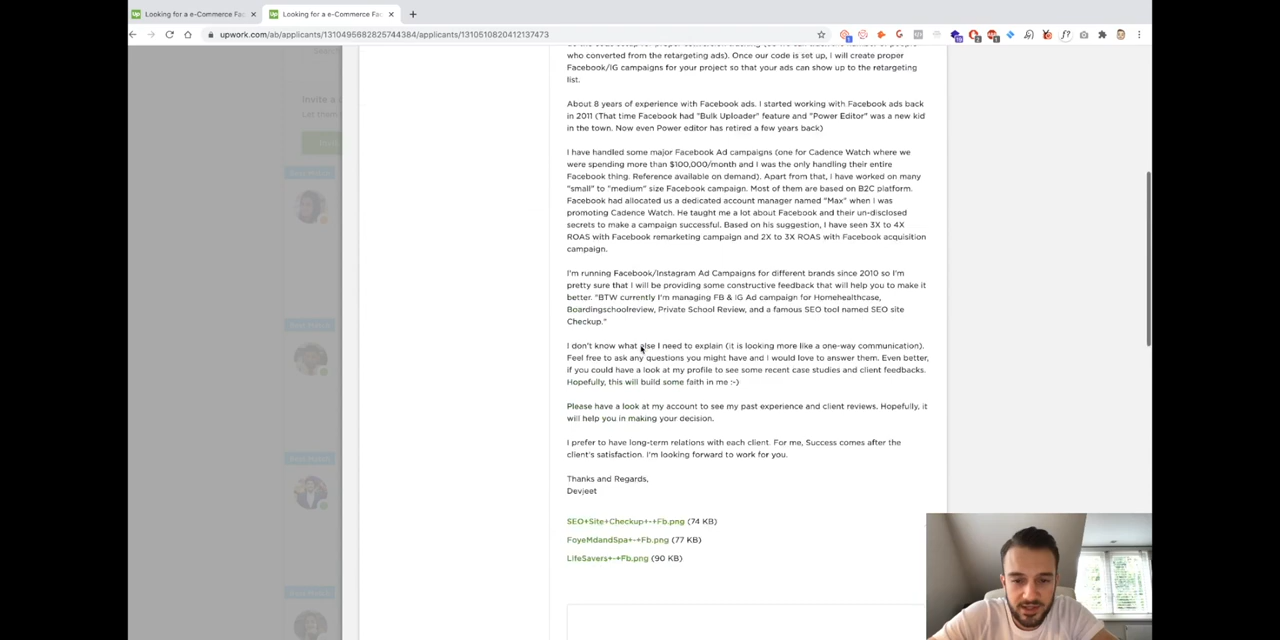 Looking for a e-Commerce Fac
Looking for a e-Commerce Fac
upwork.com/ab/applicants/1310495682825744384/applicants/1310510820412137473
who converted from the retargeting ads). Once our code is set up, I will create proper
Facebook/IG campaigns for your project so that your ads can show up to the retargeting
list.
About 8 years of experience with Facebook ads. I started working with Facebook ads back
in 2011 (That time Facebook had "Bulk Uploader" feature and "Power Editor" was a new kid
in the town. Now even Power editor has retired a few years back)
I have handled some major Facebook Ad campaigns (one for Cadence Watch where we
were spending more than $100,000/month and I was the only handling their entire
Facebook thing. Reference available on demand). Apart from that, I have worked on many
"small" to "medium" size Facebook campaign. Most of them are based on B2C platform.
Facebook had allocated us a dedicated account manager named "Max" when I was
promoting Cadence Watch. He taught me a lot about Facebook and their un-disclosed
secrets to make a campaign successful. Based on his suggestion, I have seen 3X to 4X
ROAS with Facebook remarketing campaign and 2X to 3X ROAS with Facebook acquisition
campaign.
I'm running Facebook/Instagram Ad Campaigns for different brands since 2010 so I'm
pretty sure that I will be providing some constructive feedback that will help you to make it
better. "BTW currently I'm managing FB & IG Ad campaign for Homehealthcase,
Boardingschoolreview, Private School Review, and a famous SEO tool named SEO site
Checkup."
I don't know what else I need to explain (it is looking more like a one-way communication).
Feel free to ask any questions you might have and I would love to answer them. Even better,
if you could have a look at my profile to see some recent case studies and client feedbacks.
Hopefully, this will build some faith in me :-)
Please have a look at my account to see my past experience and client reviews. Hopefully, it
will help you in making your decision.
I prefer to have long-term relations with each client. For me, Success comes after the
client's satisfaction. I'm looking forward to work for you.
Thanks and Regards,
Devjeet
SEO+Site+Checkup+-+Fb.png (74 KB)
FoyeMdandSpa+-+Fb.png (77 KB)
LifeSavers+-+Fb.png (90 KB)